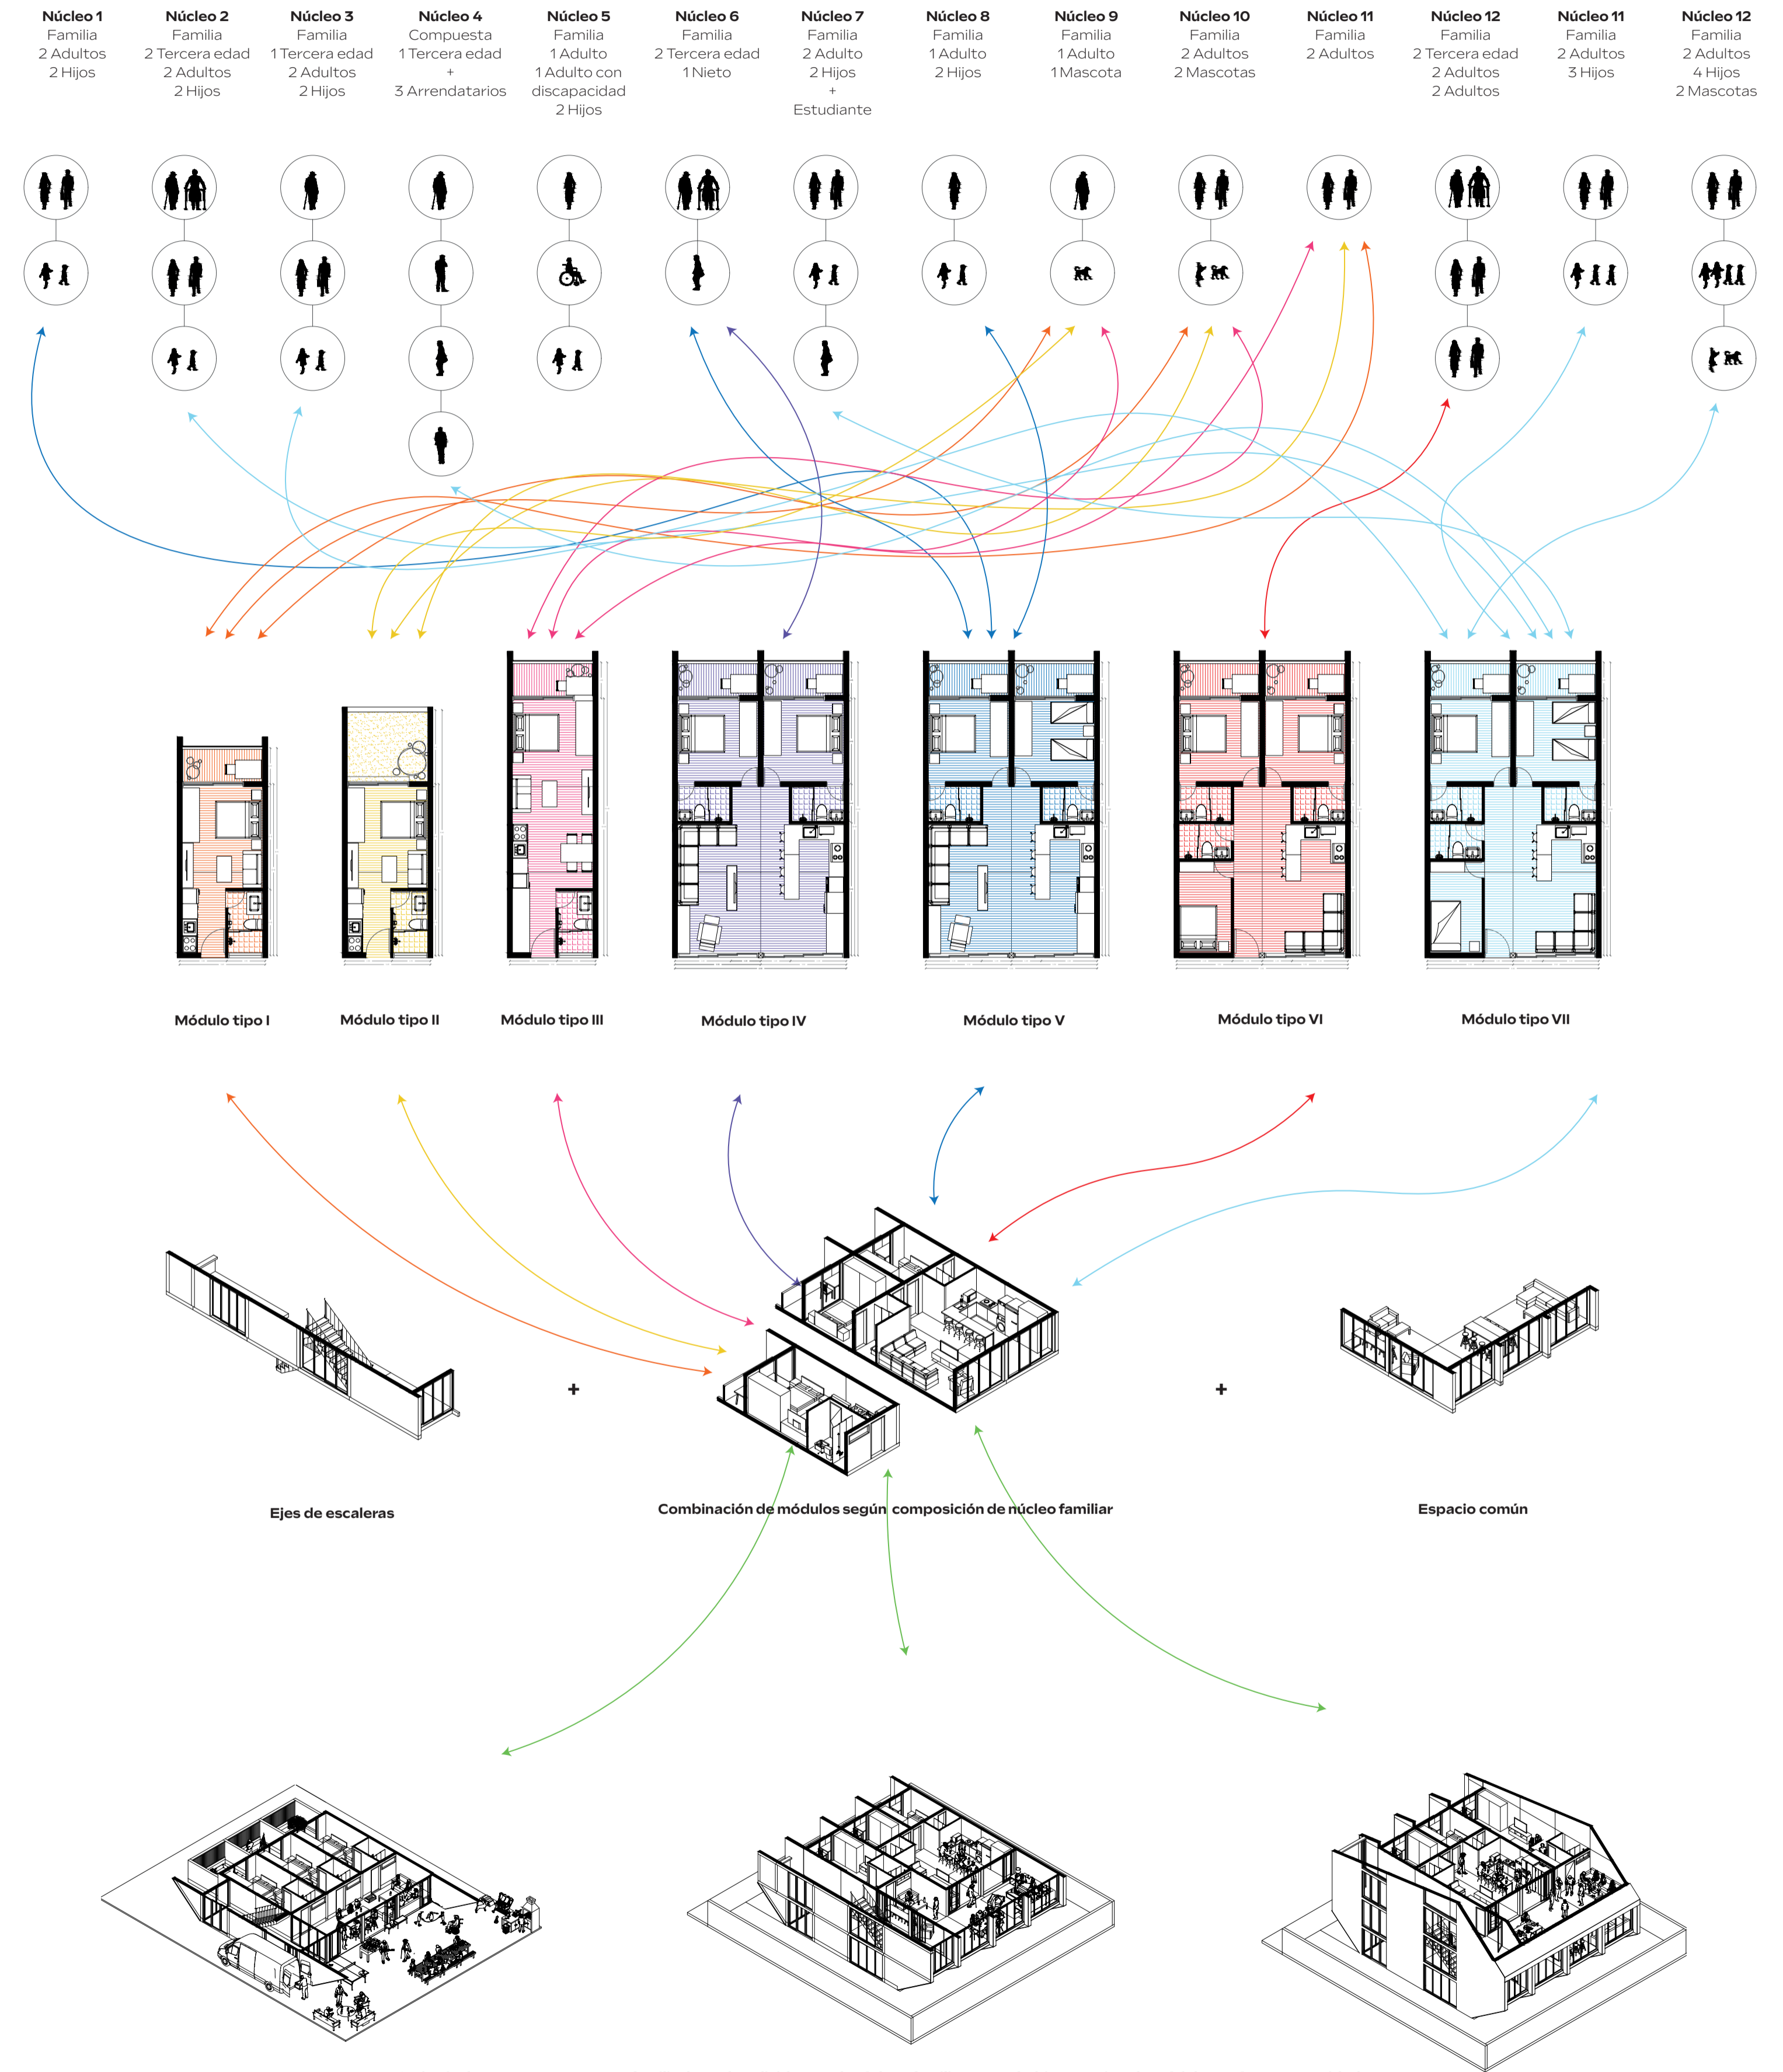 Núcleo 1
Familia
2 Adultos
2 Hijos
Núcleo 2
Familia
2 Tercera edad
2 Adultos
2 Hijos
Núcleo 3
Familia
1 Tercera edad
2 Adultos
2 Hijos
Núcleo 4
Compuesta
1 Tercera edad
+
3 Arrendatarios
Núcleo 5
Familia
1 Adulto
1 Adulto con
discapacidad
2 Hijos
Núcleo 6
Familia
2 Tercera edad
1 Nieto
Núcleo 7
Familia
2 Adulto
2 Hijos
+
Estudiante
Núcleo 8
Familia
1 Adulto
2 Hijos
Núcleo 9
Familia
1 Adulto
1 Mascota
Núcleo 10
Familia
2 Adultos
2 Mascotas
Núcleo 11
Familia
2 Adultos
Núcleo 12
Familia
2 Tercera edad
2 Adultos
2 Adultos
Núcleo 11
Familia
2 Adultos
3 Hijos
Núcleo 12
Familia
2 Adultos
4 Hijos
2 Mascotas
Módulo tipo I
Módulo tipo II
Módulo tipo III
Módulo tipo IV
Módulo tipo V
Módulo tipo VI
Módulo tipo VII
+
+
Ejes de escaleras
Combinación de módulos según composición de núcleo familiar
Espacio común